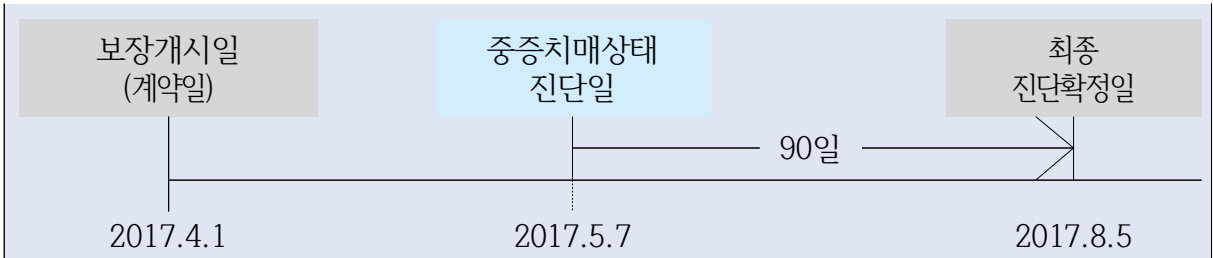 보장개시일
(계약일)
중증치매상태
진단일
최종
진단확정일
90일
2017.4.1
2017.5.7
2017.8.5